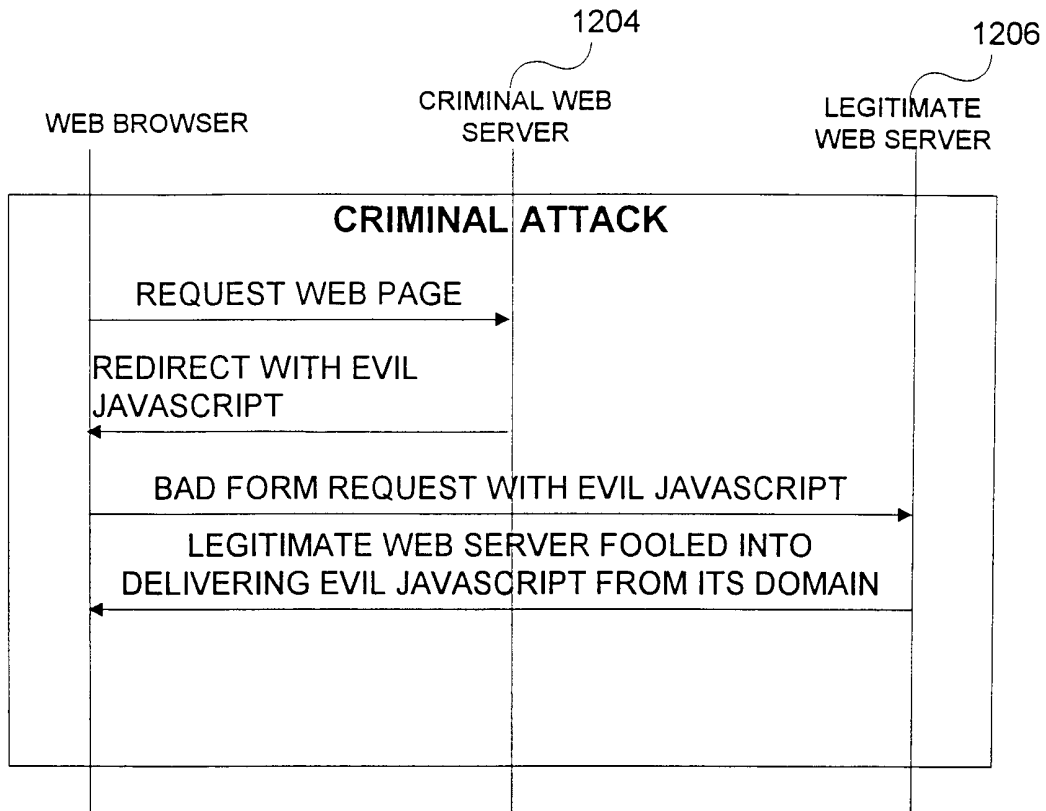 1204
1206
WEB BROWSER
CRIMINAL WEB
SERVER
LEGITIMATE
WEB SERVER
CRIMINAL ATTACK
REQUEST WEB PAGE
REDIRECT WITH EVIL
JAVASCRIPT
BAD FORM REQUEST WITH EVIL JAVASCRIPT
LEGITIMATE WEB SERVER FOOLED INTO
DELIVERING EVIL JAVASCRIPT FROM ITS DOMAIN